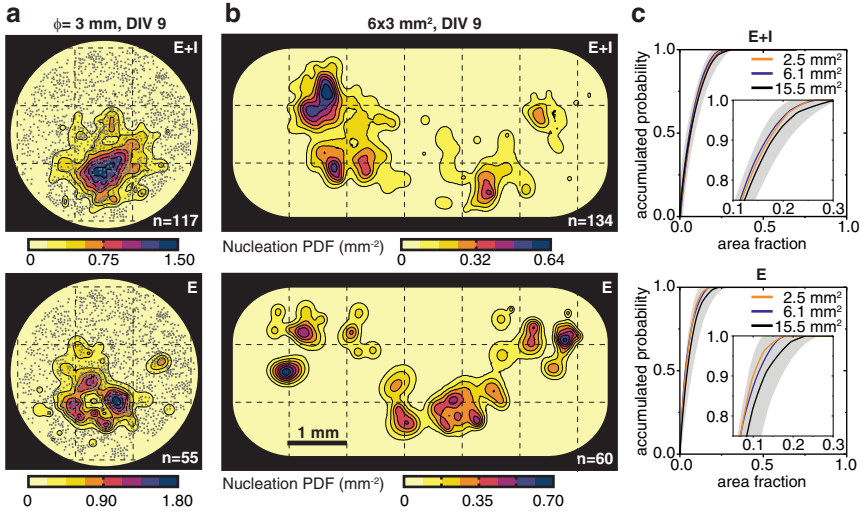 a
ϕ= 3 mm, DIV 9
E+I
n=117
0 0.75 1.50
E
n=55
0 0.90 1.80
b
6x3 mm², DIV 9
E+I
n=134
Nucleation PDF (mm⁻²)
0 0.32 0.64
E
1 mm
n=60
Nucleation PDF (mm⁻²)
0 0.35 0.70
c
E+I
accumulated probability
1.0
0.5
0.0
2.5 mm²
6.1 mm²
15.5 mm²
1.0
0.9
0.8
0.1 0.2 0.3
0.0 0.5 1.0
area fraction
E
accumulated probability
1.0
0.5
0.0
2.5 mm²
6.1 mm²
15.5 mm²
1.0
0.9
0.8
0.1 0.2 0.3
0.0 0.5 1.0
area fraction